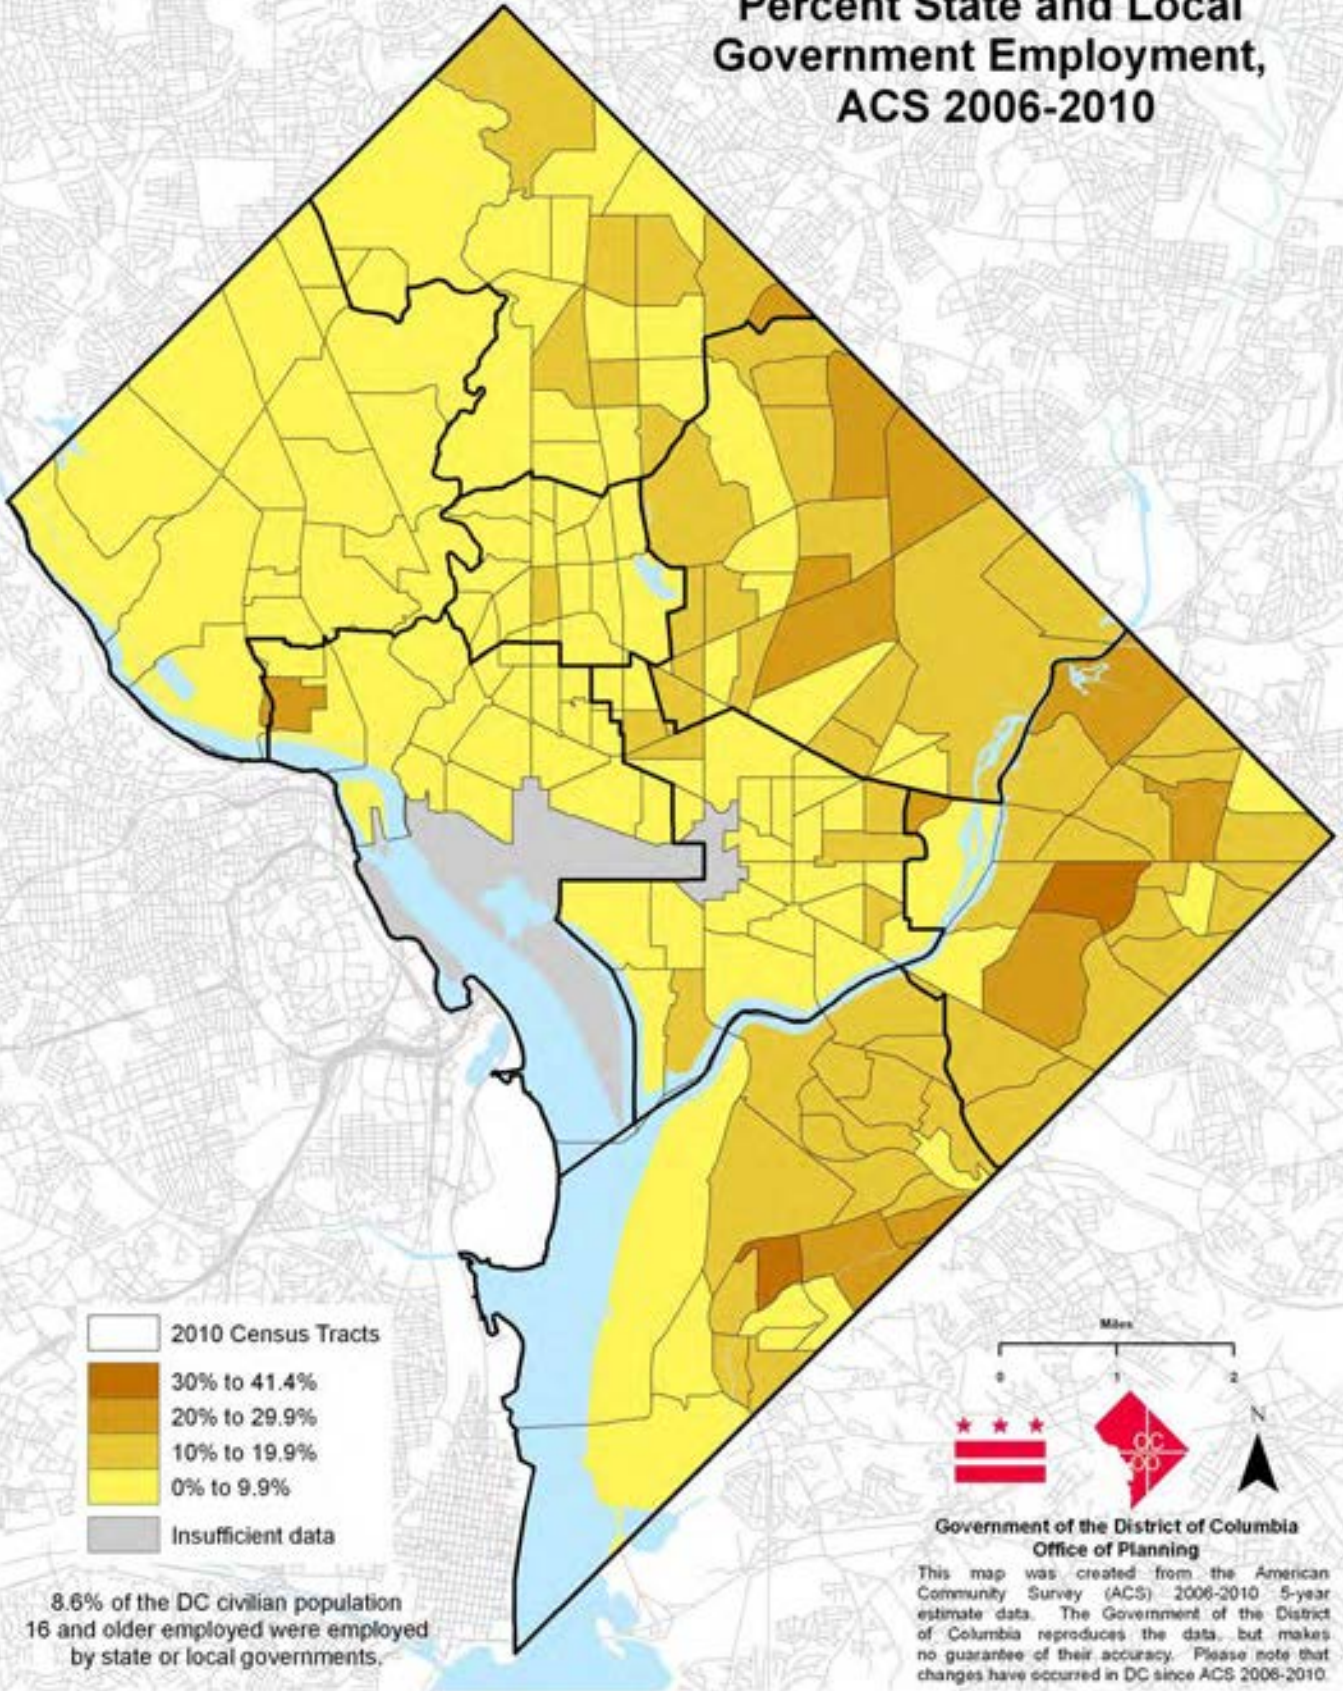 Percent State and Local
Government Employment,
ACS 2006-2010
2010 Census Tracts
30% to 41.4%
20% to 29.9%
10% to 19.9%
0% to 9.9%
Insufficient data
8.6% of the DC civilian population
16 and older employed were employed
by state or local governments.
Miles
0 1 2
N
DC
OP
Government of the District of Columbia
Office of Planning
This map was created from the American
Community Survey (ACS) 2006-2010 5-year
estimate data. The Government of the District
of Columbia reproduces the data, but makes
no guarantee of their accuracy. Please note that
changes have occurred in DC since ACS 2006-2010.